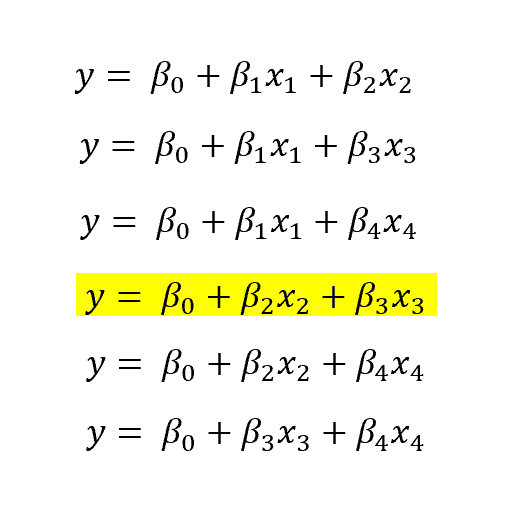 y = β₀ + β₁x₁ + β₂x₂
y = β₀ + β₁x₁ + β₃x₃
y = β₀ + β₁x₁ + β₄x₄
y = β₀ + β₂x₂ + β₃x₃
y = β₀ + β₂x₂ + β₄x₄
y = β₀ + β₃x₃ + β₄x₄